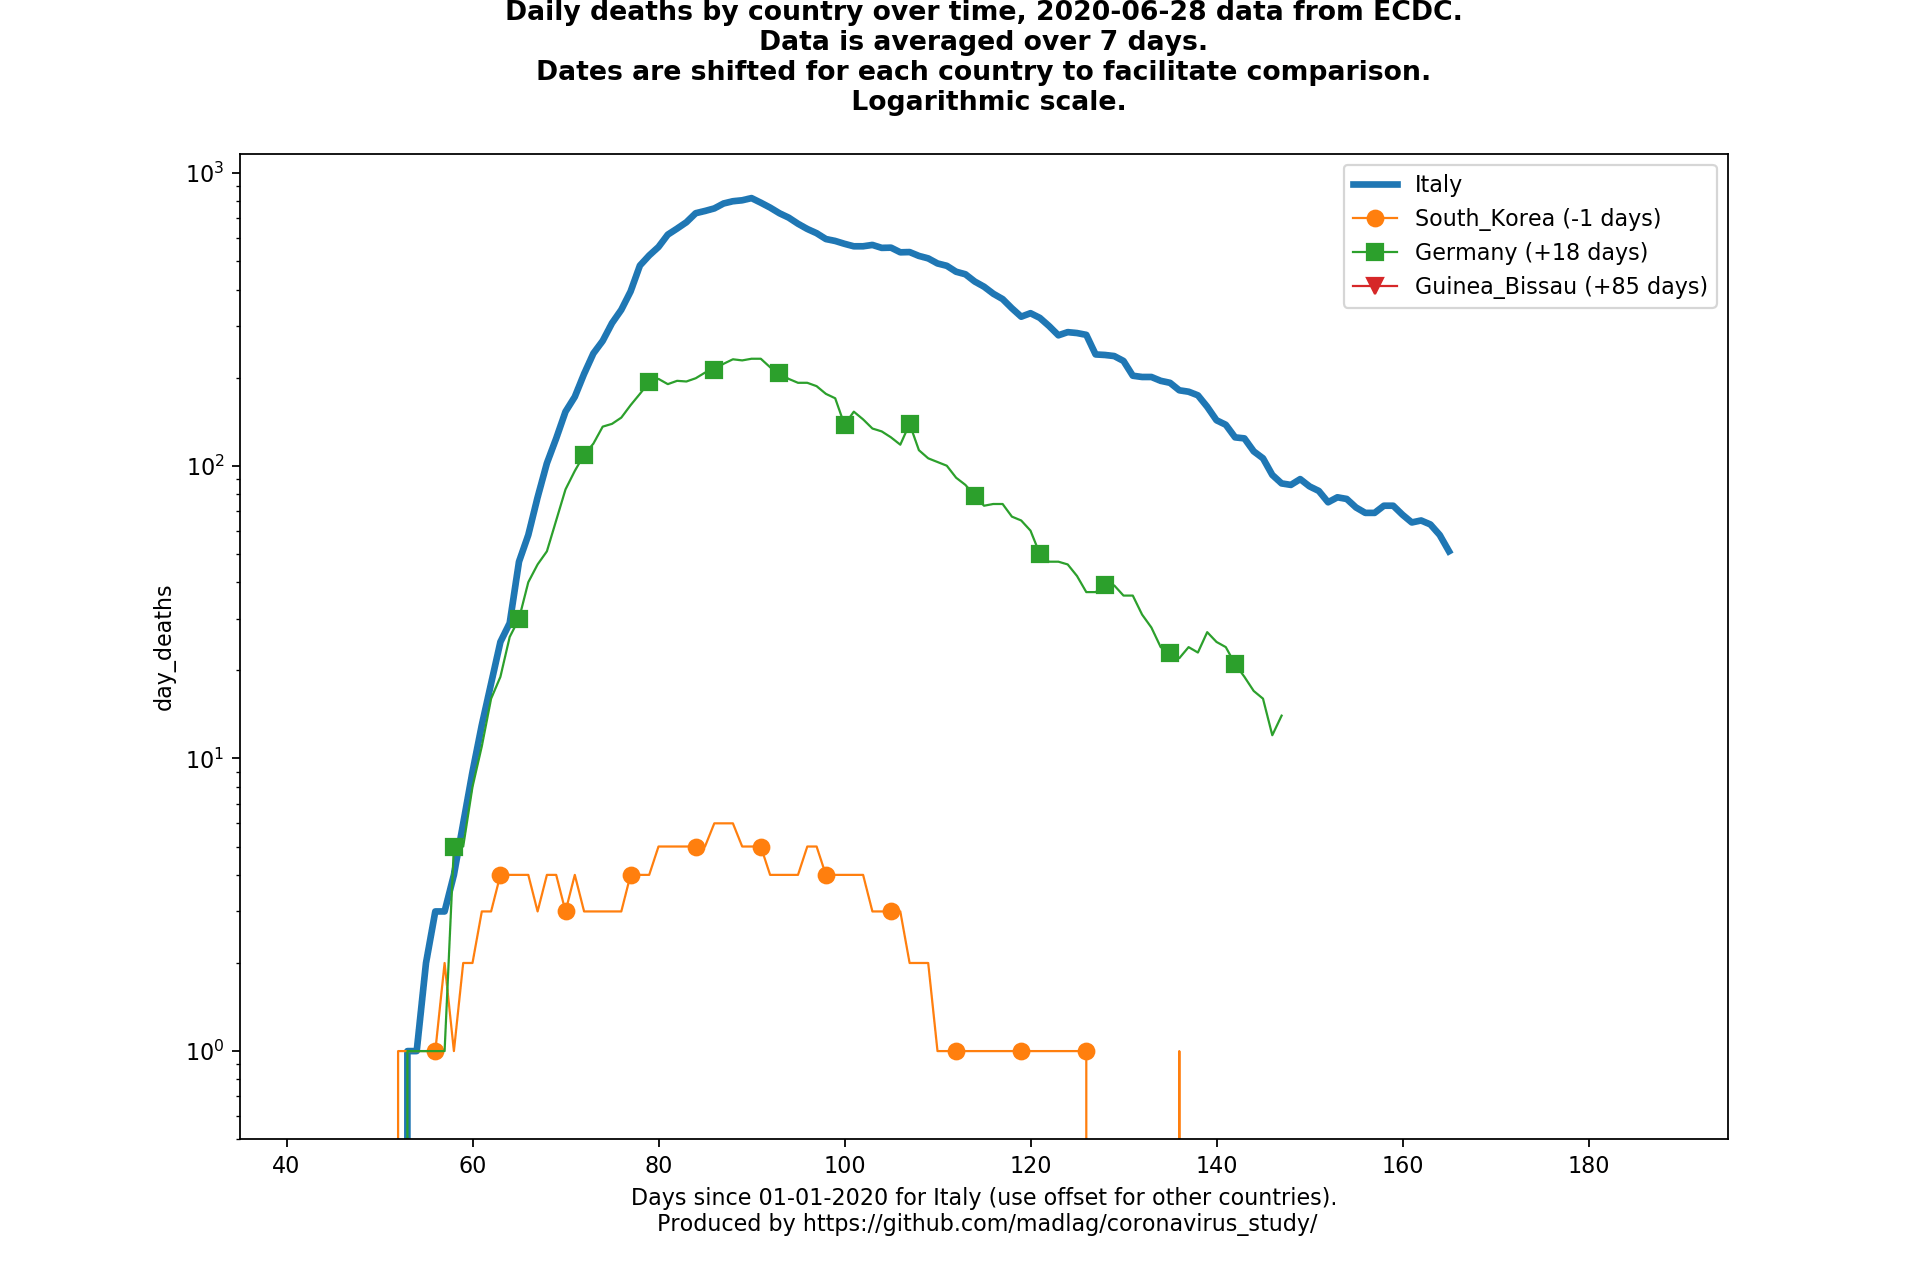 Daily deaths by country over time, 2020-06-28 data from ECDC.
Data is averaged over 7 days.
Dates are shifted for each country to facilitate comparison.
Logarithmic scale.
10³
10²
10¹
10⁰
day_deaths
Italy
South_Korea (-1 days)
Germany (+18 days)
Guinea_Bissau (+85 days)
40 60 80 100 120 140 160 180
Days since 01-01-2020 for Italy (use offset for other countries).
Produced by https://github.com/madlag/coronavirus_study/